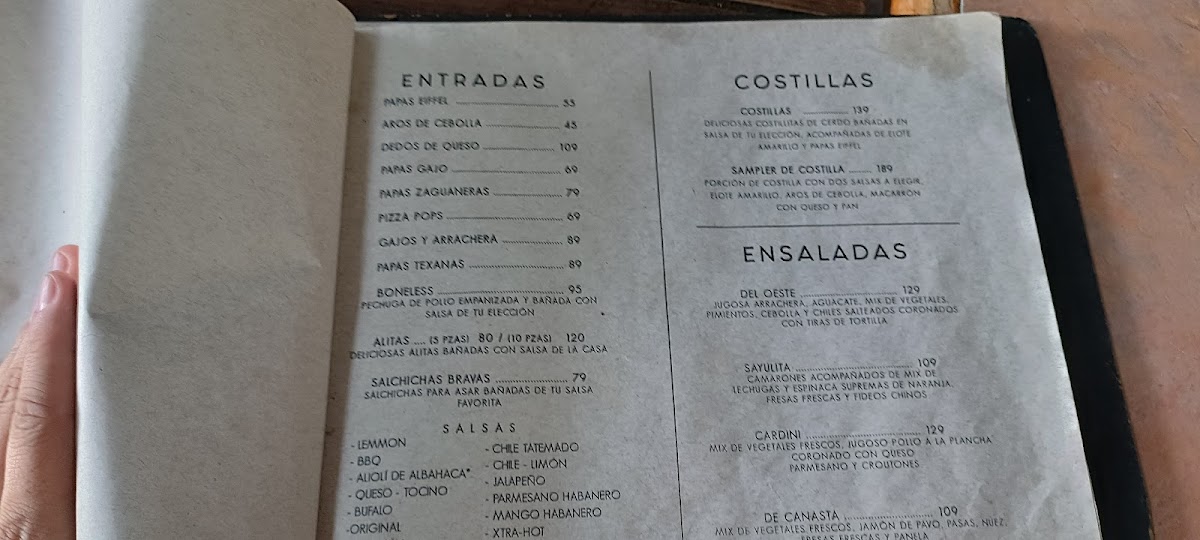 ENTRADAS
PAPAS EIFFEL 55
AROS DE CEBOLLA 45
DEDOS DE QUESO 109
PAPAS GAJO 69
PAPAS ZAGUANERAS 79
PIZZA POPS 69
GAJOS Y ARRACHERA 89
PAPAS TEXANAS 89
BONELESS 95
PECHUGA DE POLLO EMPANIZADA Y BAÑADA CON
SALSA DE TU ELECCIÓN
ALITAS .... (5 PZAS) 80 / (10 PZAS) 120
DELICIOSAS ALITAS BAÑADAS CON SALSA DE LA CASA
SALCHICHAS BRAVAS 79
SALCHICHAS PARA ASAR BAÑADAS DE TU SALSA
FAVORITA
SALSAS
- LEMMON
- BBQ
- ALIOLÍ DE ALBAHACA*
- QUESO - TOCINO
- BUFALO
-ORIGINAL
- CHILE TATEMADO
- CHILE - LIMÓN
- JALAPEÑO
- PARMESANO HABANERO
- MANGO HABANERO
- XTRA-HOT
COSTILLAS
COSTILLAS 139
DELICIOSAS COSTILLITAS DE CERDO BAÑADAS EN
SALSA DE TU ELECCIÓN, ACOMPAÑADAS DE ELOTE
AMARILLO Y PAPAS EIFFEL
SAMPLER DE COSTILLA 189
PORCIÓN DE COSTILLA CON DOS SALSAS A ELEGIR,
ELOTE AMARILLO, AROS DE CEBOLLA, MACARRÓN
CON QUESO Y PAN
ENSALADAS
DEL OESTE 129
JUGOSA ARRACHERA, AGUACATE, MIX DE VEGETALES,
PIMIENTOS, CEBOLLA Y CHILES SALTEADOS CORONADOS
CON TIRAS DE TORTILLA
SAYULITA 109
CAMARONES ACOMPAÑADOS DE MIX DE
LECHUGAS Y ESPINACA SUPREMAS DE NARANJA,
FRESAS FRESCAS Y FIDEOS CHINOS
CARDINI 129
MIX DE VEGETALES FRESCOS, JUGOSO POLLO A LA PLANCHA
CORONADO CON QUESO
PARMESANO Y CROUTONES
DE CANASTA 109
MIX DE VEGETALES FRESCOS, JAMÓN DE PAVO, PASAS, NUEZ,
FRESAS FRESCAS Y PANELA